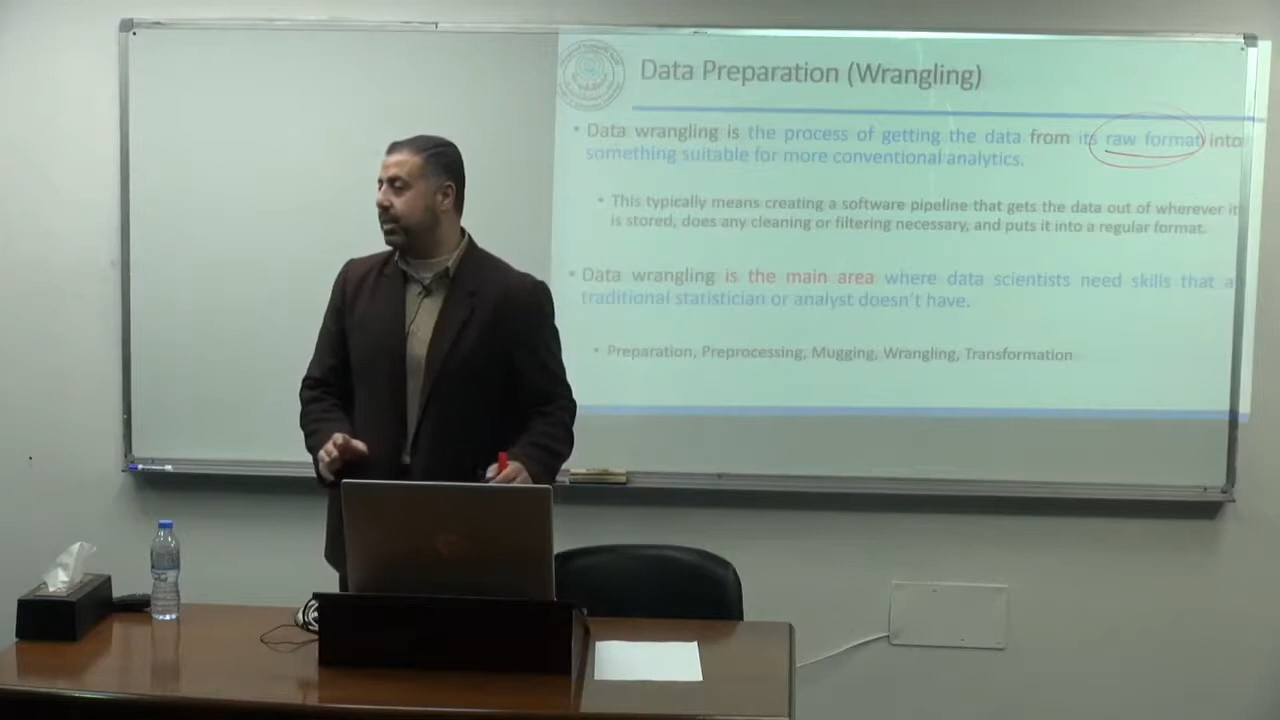 Data Preparation (Wrangling)
• Data wrangling is the process of getting the data from its raw format into
something suitable for more conventional analytics.
• This typically means creating a software pipeline that gets the data out of wherever it
is stored, does any cleaning or filtering necessary, and puts it into a regular format.
• Data wrangling is the main area where data scientists need skills that a
traditional statistician or analyst doesn't have.
• Preparation, Preprocessing, Mugging, Wrangling, Transformation